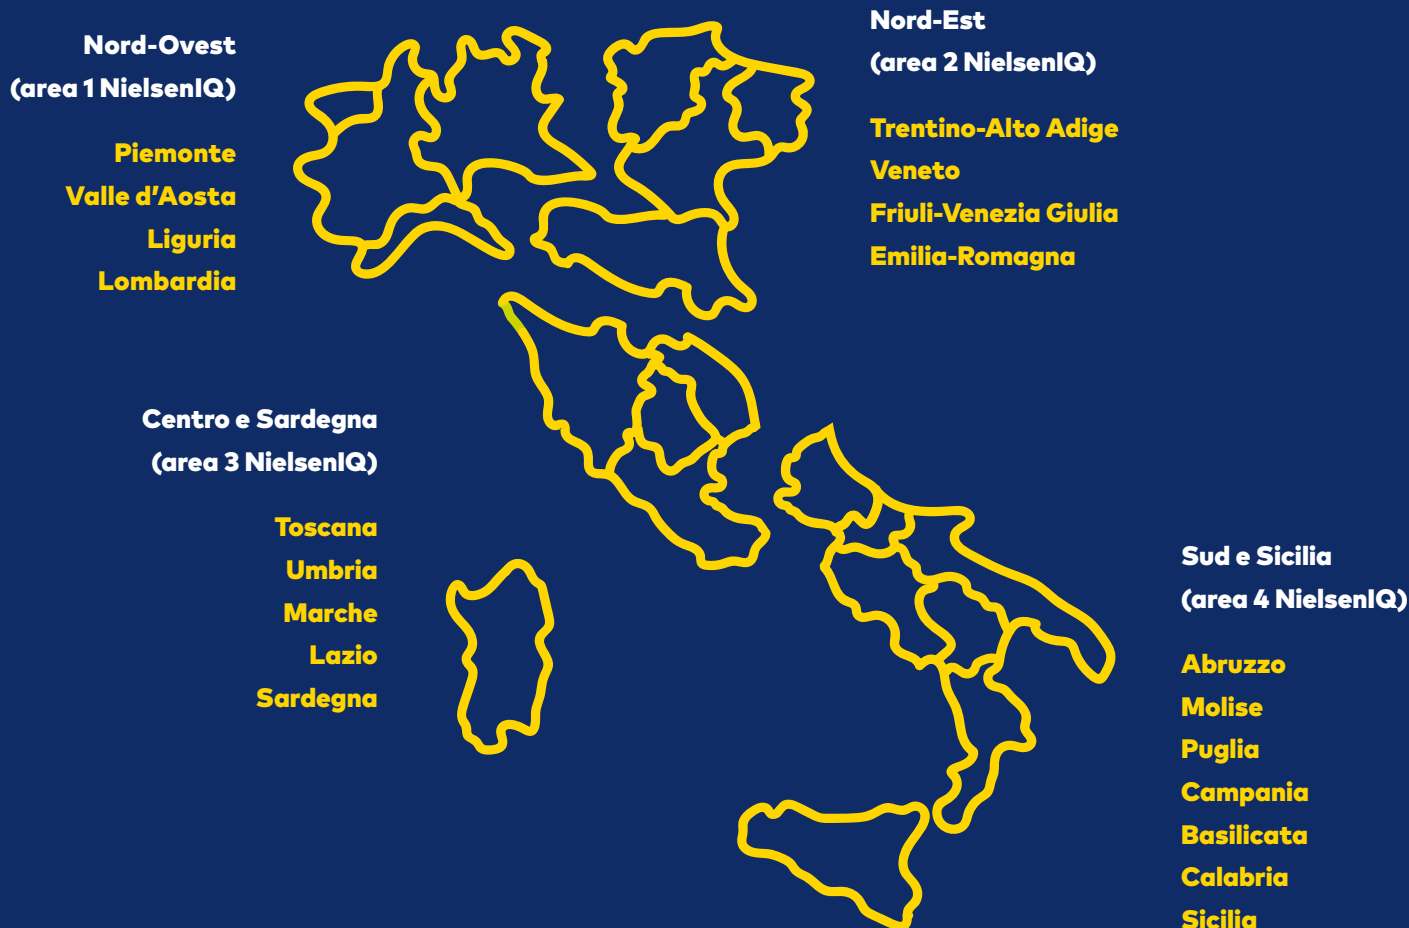 Nord-Ovest
(area 1 NielsenIQ)
Piemonte
Valle d’Aosta
Liguria
Lombardia
Nord-Est
(area 2 NielsenIQ)
Trentino-Alto Adige
Veneto
Friuli-Venezia Giulia
Emilia-Romagna
Centro e Sardegna
(area 3 NielsenIQ)
Toscana
Umbria
Marche
Lazio
Sardegna
Sud e Sicilia
(area 4 NielsenIQ)
Abruzzo
Molise
Puglia
Campania
Basilicata
Calabria
Sicilia